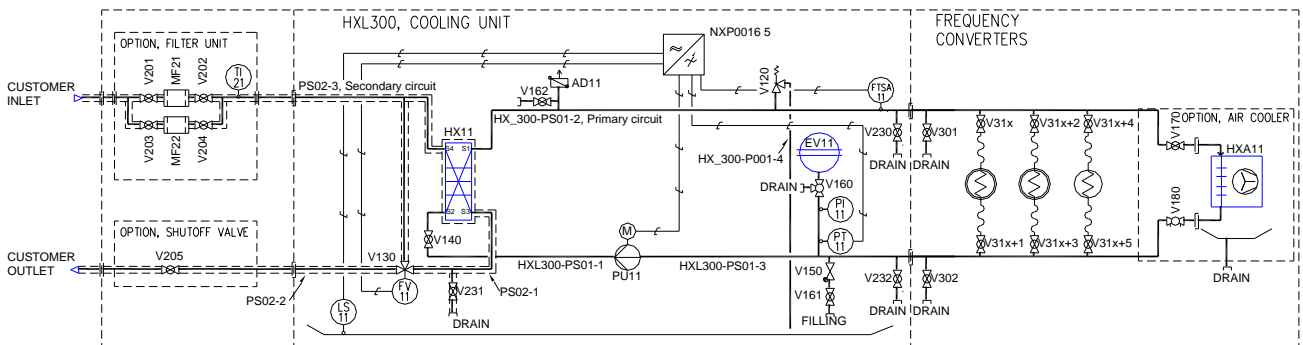 HXL300, COOLING UNIT
FREQUENCY
CONVERTERS
OPTION, FILTER UNIT
V201
MF21
V202
TI
21
CUSTOMER
INLET
V203
MF22
V204
PS02-3, Secondary circuit
NXP0016 5
V162
AD11
V120
FTSA
11
HX_300-PS01-2, Primary circuit
HX11
S4
S1
S2
S3
V140
HX_300-P001-4
EV11
DRAIN
V160
PI
11
PT
11
V230
DRAIN
V301
DRAIN
V31x
V31x+2
V31x+4
V31x+1
V31x+3
V31x+5
OPTION, AIR COOLER
V170
HXA11
V180
DRAIN
OPTION, SHUTOFF VALVE
V205
CUSTOMER
OUTLET
PS02-2
V130
FV
11
LS
11
V231
DRAIN
PS02-1
HXL300-PS01-1
M
PU11
HXL300-PS01-3
V150
V161
FILLING
V232
DRAIN
V302
DRAIN